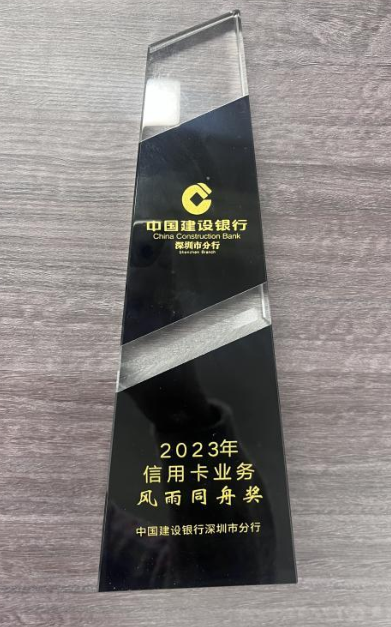 中国建设银行
China Construction Bank
深圳市分行
Shenzhen Branch
2023年
信用卡业务
风雨同舟奖
中国建设银行深圳市分行